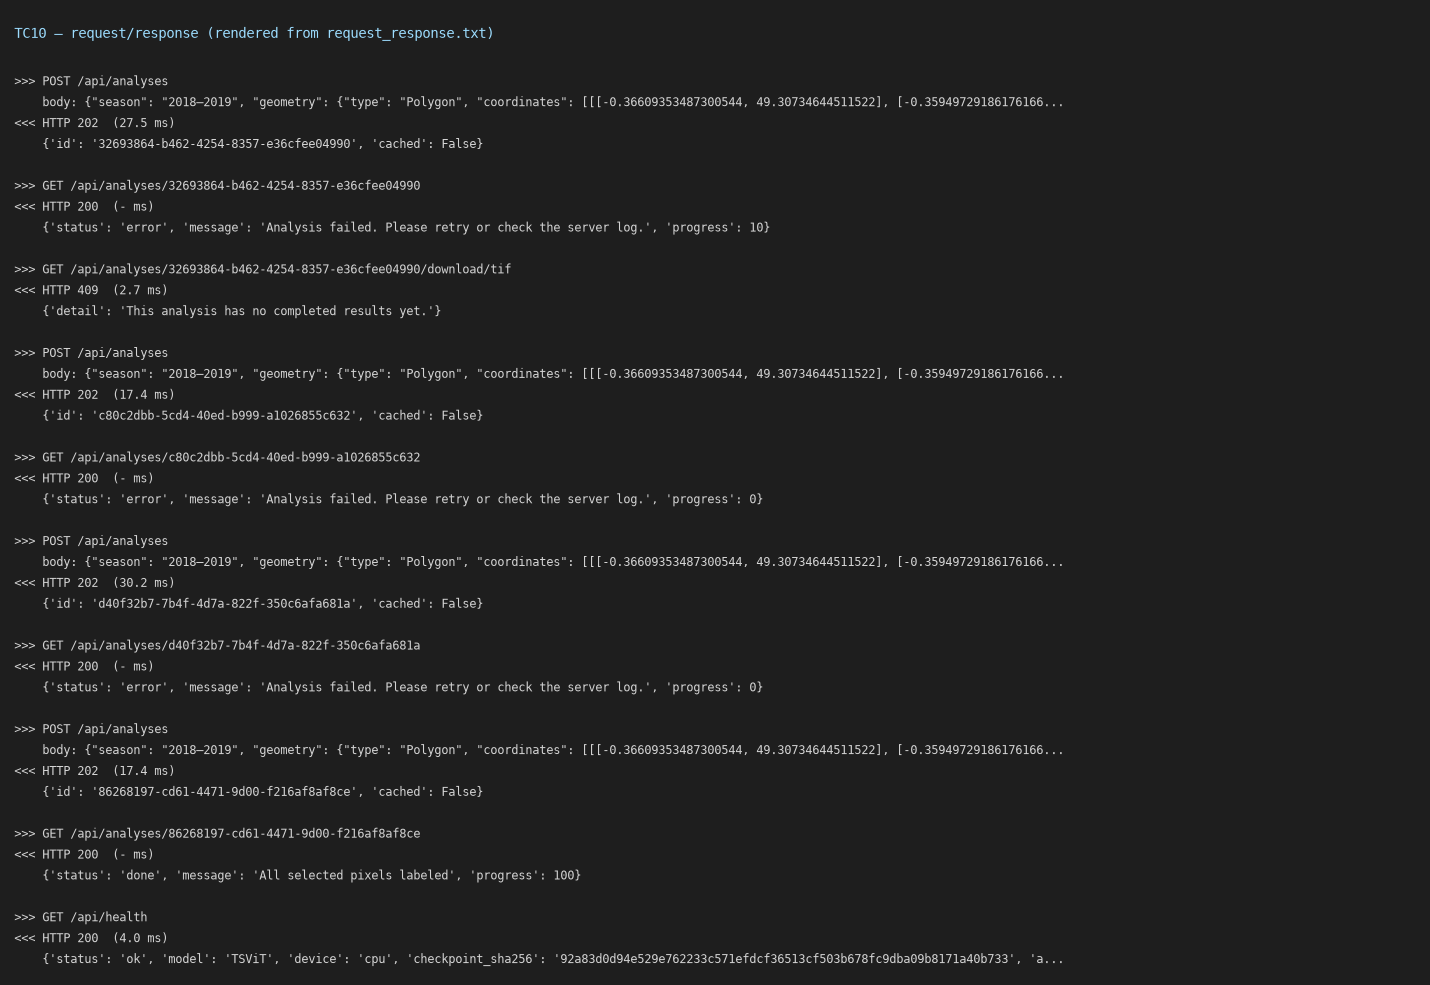 TC10 — request/response (rendered from request_response.txt)
>>> POST /api/analyses
body: {"season": "2018–2019", "geometry": {"type": "Polygon", "coordinates": [[[-0.36609353487300544, 49.30734644511522], [-0.35949729186176166...
<<< HTTP 202  (27.5 ms)
{'id': '32693864-b462-4254-8357-e36cfee04990', 'cached': False}
>>> GET /api/analyses/32693864-b462-4254-8357-e36cfee04990
<<< HTTP 200  (- ms)
{'status': 'error', 'message': 'Analysis failed. Please retry or check the server log.', 'progress': 10}
>>> GET /api/analyses/32693864-b462-4254-8357-e36cfee04990/download/tif
<<< HTTP 409  (2.7 ms)
{'detail': 'This analysis has no completed results yet.'}
>>> POST /api/analyses
body: {"season": "2018–2019", "geometry": {"type": "Polygon", "coordinates": [[[-0.36609353487300544, 49.30734644511522], [-0.35949729186176166...
<<< HTTP 202  (17.4 ms)
{'id': 'c80c2dbb-5cd4-40ed-b999-a1026855c632', 'cached': False}
>>> GET /api/analyses/c80c2dbb-5cd4-40ed-b999-a1026855c632
<<< HTTP 200  (- ms)
{'status': 'error', 'message': 'Analysis failed. Please retry or check the server log.', 'progress': 0}
>>> POST /api/analyses
body: {"season": "2018–2019", "geometry": {"type": "Polygon", "coordinates": [[[-0.36609353487300544, 49.30734644511522], [-0.35949729186176166...
<<< HTTP 202  (30.2 ms)
{'id': 'd40f32b7-7b4f-4d7a-822f-350c6afa681a', 'cached': False}
>>> GET /api/analyses/d40f32b7-7b4f-4d7a-822f-350c6afa681a
<<< HTTP 200  (- ms)
{'status': 'error', 'message': 'Analysis failed. Please retry or check the server log.', 'progress': 0}
>>> POST /api/analyses
body: {"season": "2018–2019", "geometry": {"type": "Polygon", "coordinates": [[[-0.36609353487300544, 49.30734644511522], [-0.35949729186176166...
<<< HTTP 202  (17.4 ms)
{'id': '86268197-cd61-4471-9d00-f216af8af8ce', 'cached': False}
>>> GET /api/analyses/86268197-cd61-4471-9d00-f216af8af8ce
<<< HTTP 200  (- ms)
{'status': 'done', 'message': 'All selected pixels labeled', 'progress': 100}
>>> GET /api/health
<<< HTTP 200  (4.0 ms)
{'status': 'ok', 'model': 'TSViT', 'device': 'cpu', 'checkpoint_sha256': '92a83d0d94e529e762233c571efdcf36513cf503b678fc9dba09b8171a40b733', 'a...